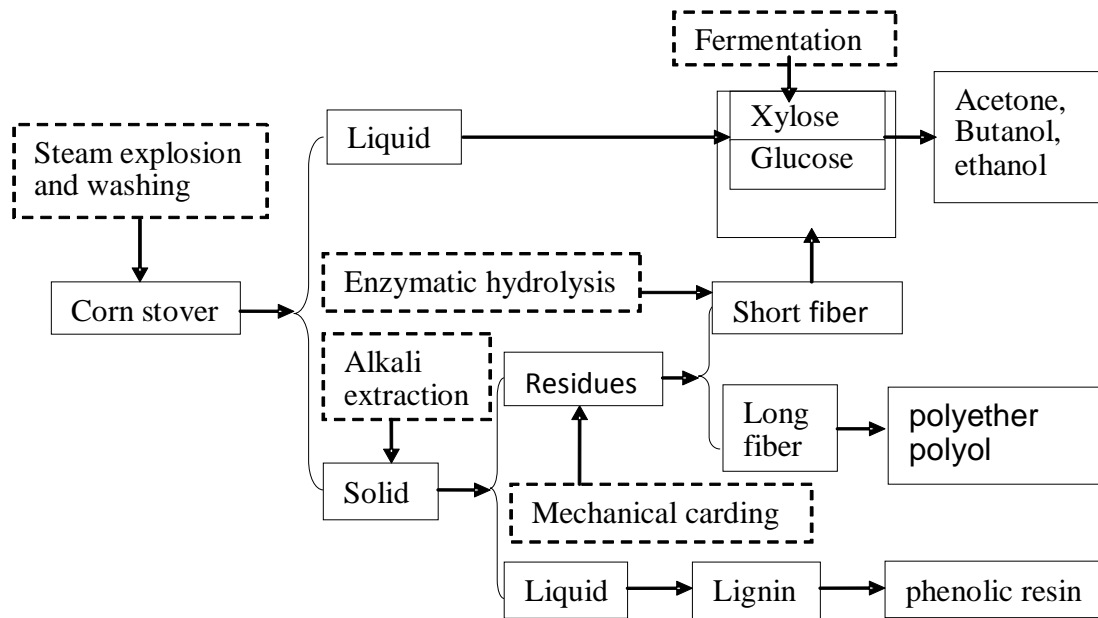 Fermentation
Steam explosion
and washing
Liquid
Xylose
Glucose
Acetone,
Butanol,
ethanol
Enzymatic hydrolysis
Corn stover
Short fiber
Alkali
extraction
Residues
Long
fiber
polyether
polyol
Solid
Mechanical carding
Liquid
Lignin
phenolic resin